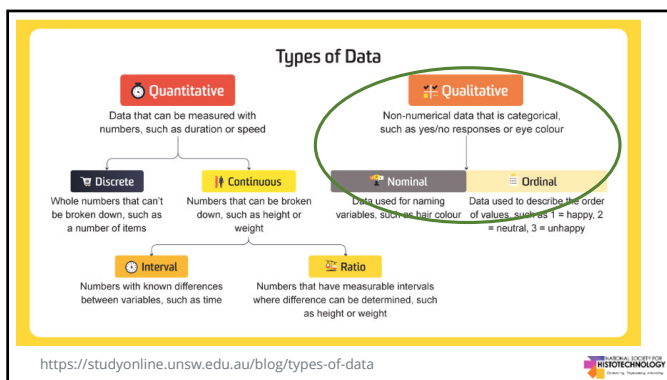 Types of Data
Quantitative
Data that can be measured with
numbers, such as duration or speed
Qualitative
Non-numerical data that is categorical,
such as yes/no responses or eye colour
Discrete
Whole numbers that can't
be broken down, such as
a number of items
Continuous
Numbers that can be broken
down, such as height or
weight
Nominal
Data used for naming
variables, such as hair colour
Ordinal
Data used to describe the order
of values, such as 1 = happy, 2
= neutral, 3 = unhappy
Interval
Numbers with known differences
between variables, such as time
Ratio
Numbers that have measurable intervals
where difference can be determined, such
as height or weight
https://studyonline.unsw.edu.au/blog/types-of-data
NATIONAL SOCIETY FOR
HISTOTECHNOLOGY